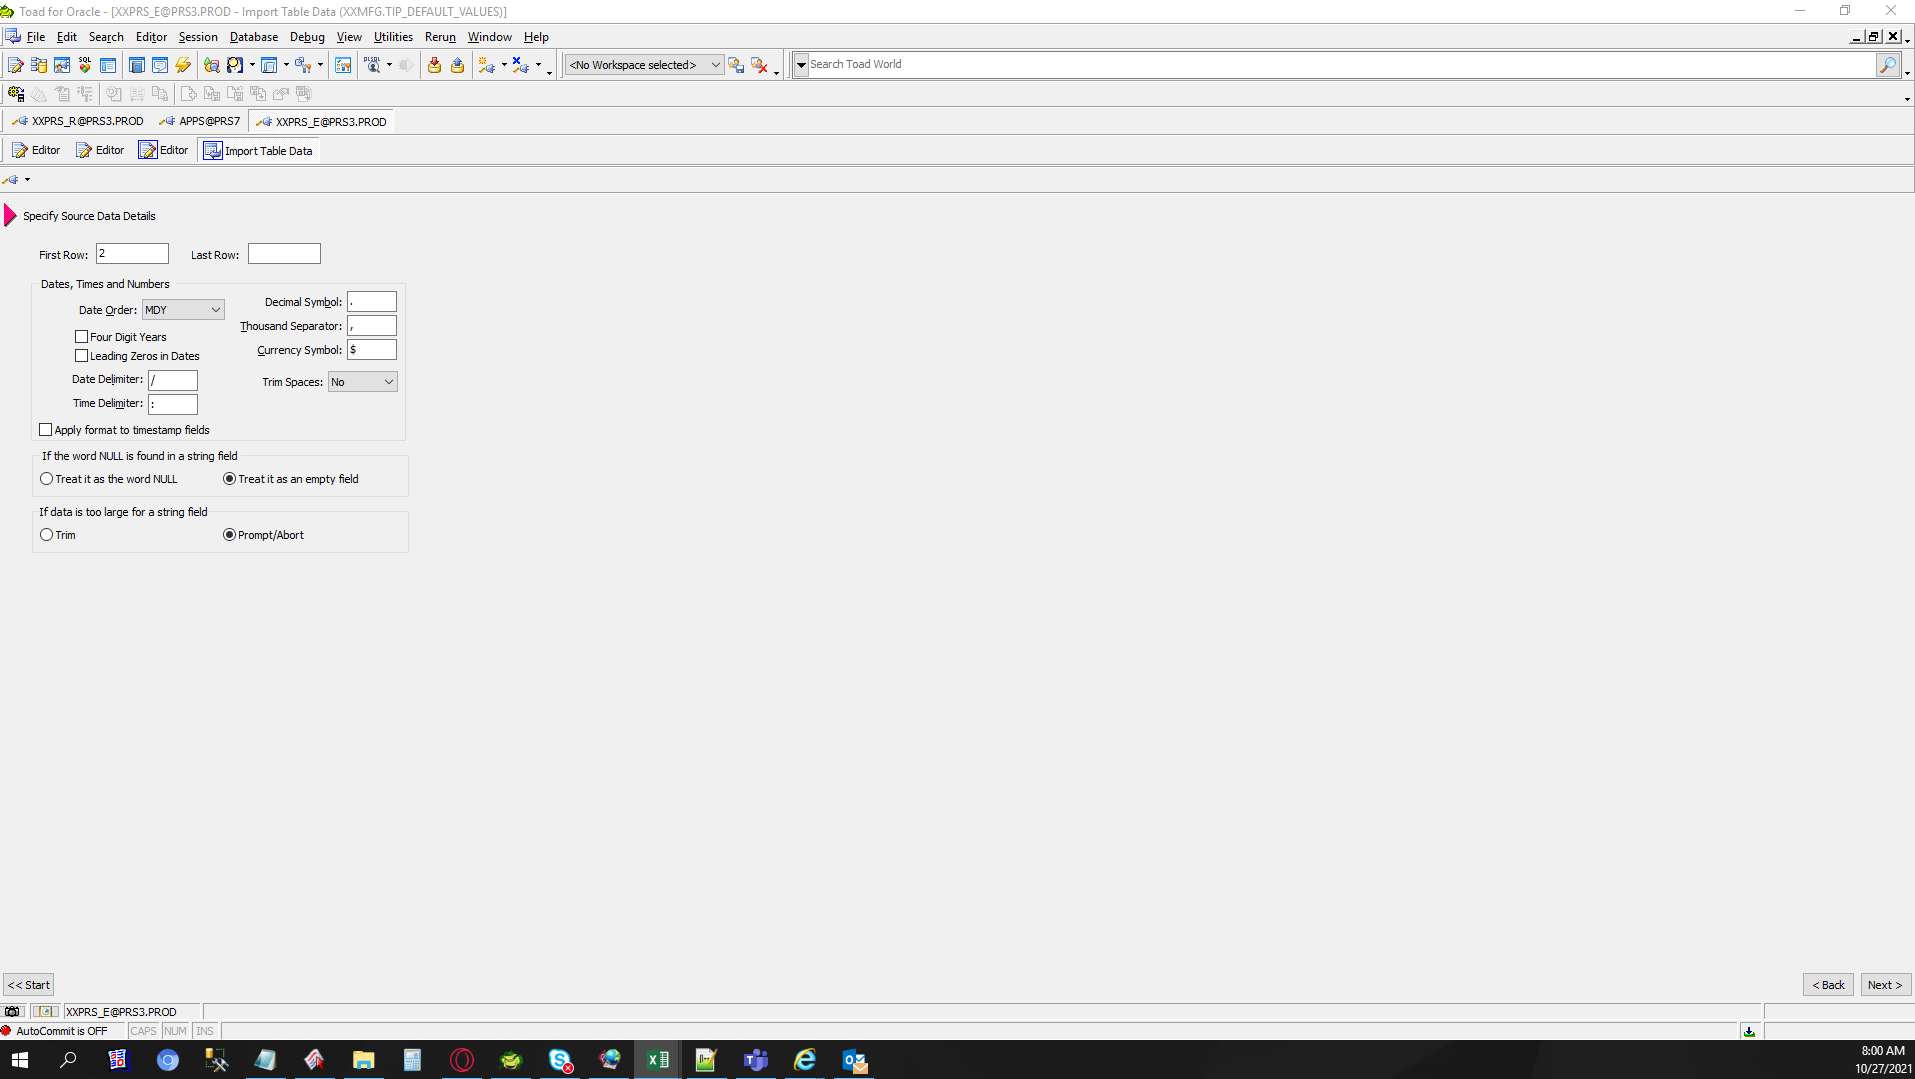 Toad for Oracle - [XXPRS_E@PRS3.PROD - Import Table Data (XXMFG.TIP_DEFAULT_VALUES)]
File Edit Search Editor Session Database Debug View Utilities Rerun Window Help
SQL PLSQL <No Workspace selected> Search Toad World
XXPRS_R@PRS3.PROD APPS@PRS7 XXPRS_E@PRS3.PROD
Editor Editor Editor Import Table Data
Specify Source Data Details
First Row: 2 Last Row:
Dates, Times and Numbers
Date Order: MDY
Four Digit Years
Leading Zeros in Dates
Date Delimiter: /
Time Delimiter: :
Decimal Symbol: .
Thousand Separator: ,
Currency Symbol: $
Trim Spaces: No
Apply format to timestamp fields
If the word NULL is found in a string field
Treat it as the word NULL Treat it as an empty field
If data is too large for a string field
Trim Prompt/Abort
<< Start < Back Next >
XXPRS_E@PRS3.PROD
AutoCommit is OFF CAPS NUM INS
8:00 AM
10/27/2021